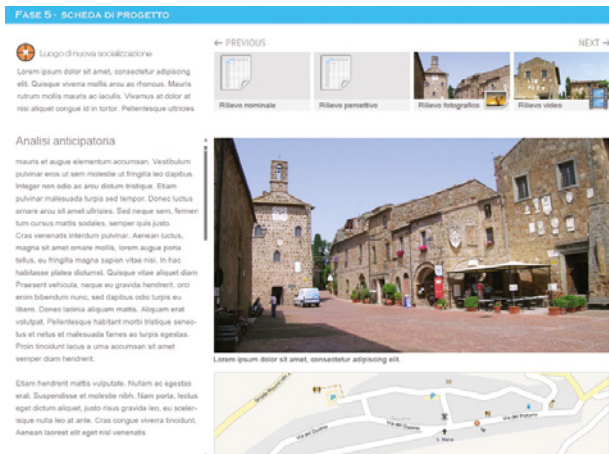 FASE 5 - SCHEDA DI PROGETTO
Luogo di nuova socializzazione
Lorem ipsum dolor sit amet, consectetur adipiscing
elit. Quisque viverra mollis arcu ac rhoncus. Mauris
rutrum mollis mauris ac iaculis. Vivamus at dolor at
nisi aliquet congue id in tortor. Pellentesque ultricies
← PREVIOUS
NEXT →
Rilievo nominale
Rilievo percettivo
Rilievo fotografico
Rilievo video
Analisi anticipatoria
mauris et augue elementum accumsan. Vestibulum
pulvinar eros ut sem molestie ut fringilla leo dapibus.
Integer non odio ac arcu dictum tristique. Etiam
pulvinar malesuada turpis sed tempor. Donec luctus
ornare arcu sit amet ultricies. Sed neque sem, fermen
tum cursus mattis sodales, semper quis justo.
Cras venenatis interdum pulvinar. Aenean luctus,
magna sit amet ornare mollis, lorem augue porta
tellus, eu fringilla magna sapien vitae nisi. In hac
habitasse platea dictumst. Quisque vitae aliquet diam
Praesent vehicula, neque eu gravida hendrerit, orci
enim bibendum nunc, sed dapibus odio turpis eu
libero. Donec lacinia aliquam mattis. Aliquam erat
volutpat. Pellentesque habitant morbi tristique senec-
tus et netus et malesuada fames ac turpis egestas.
Proin tincidunt lacus a urna accumsan sit amet
semper diam hendrerit.
Etiam hendrerit mattis vulputate. Nullam ac egestas
erat. Suspendisse et molestie nibh. Nam porta, lectus
eget dictum aliquet, justo risus gravida leo, eu sceler-
isque nulla leo at ante. Cras congue viverra tincidunt.
Aenean laoreet elit eget nisl venenatis
Lorem ipsum dolor sit amet, consectetur adipiscing elit.
P
P
Via del Duomo
Via del Duomo
S. Maria
Via del Pretorio